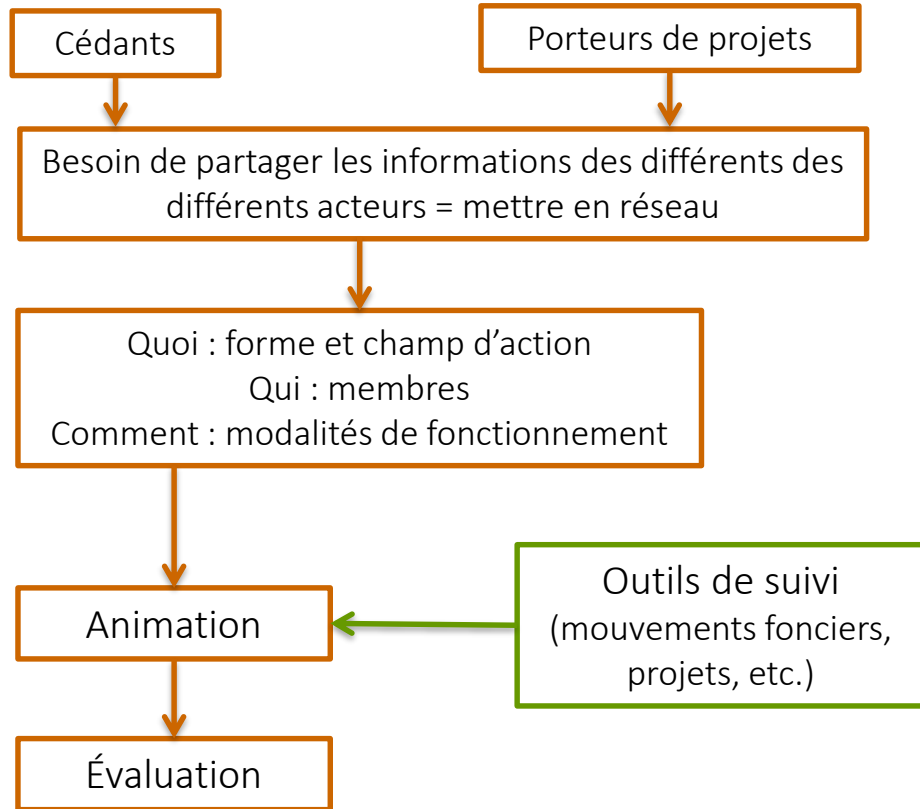 Cédants
Porteurs de projets
Besoin de partager les informations des différents des
différents acteurs = mettre en réseau
Quoi : forme et champ d’action
Qui : membres
Comment : modalités de fonctionnement
Animation
Outils de suivi
(mouvements fonciers,
projets, etc.)
Évaluation